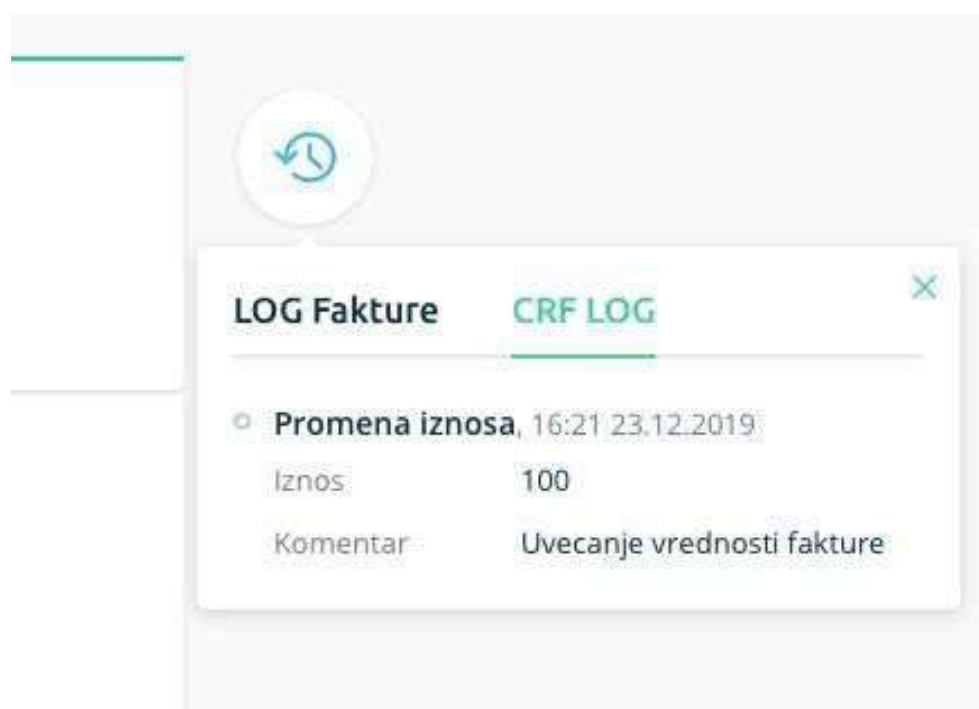 LOG Fakture CRF LOG
Promena iznosa, 16:21 23.12.2019
Iznos 100
Komentar Uvecanje vrednosti fakture